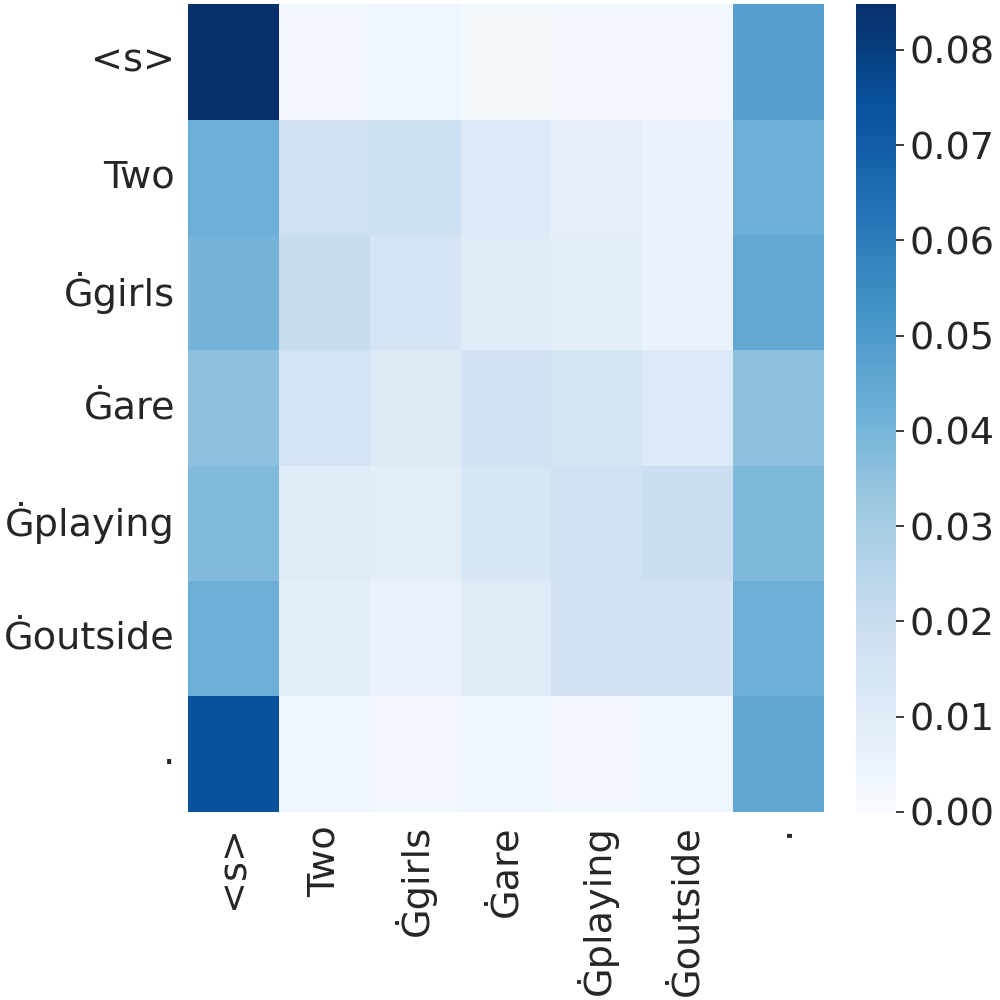 <s>
Two
Ġgirls
Ġare
Ġplaying
Ġoutside
.
<s>
Two
Ġgirls
Ġare
Ġplaying
Ġoutside
.
0.08
0.07
0.06
0.05
0.04
0.03
0.02
0.01
0.00